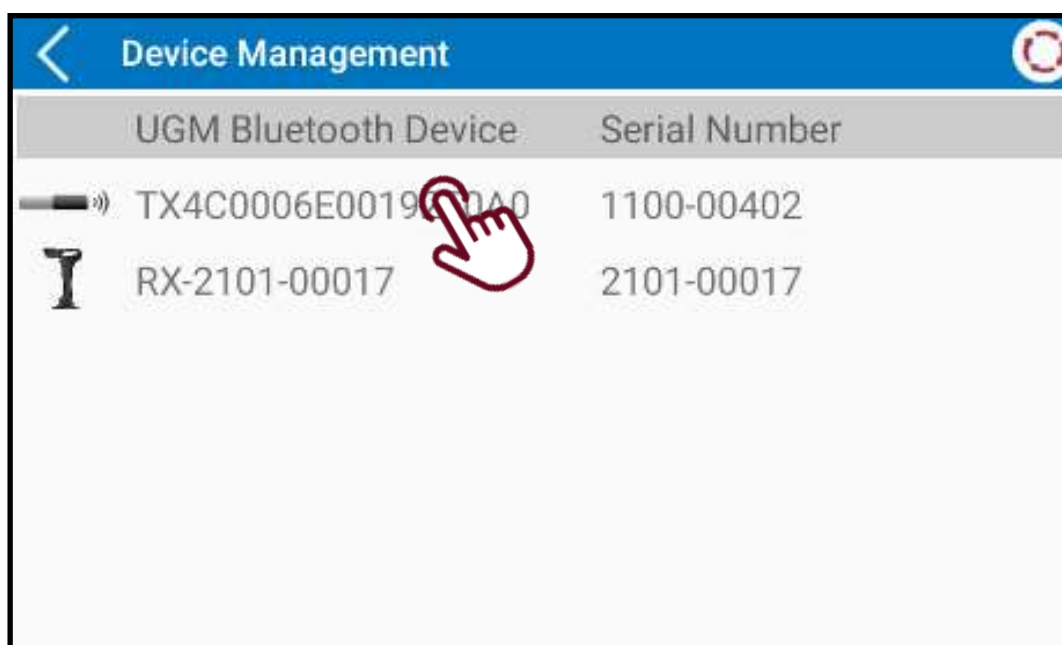 Device Management
UGM Bluetooth Device Serial Number
1100-00402
RX-2101-00017 2101-00017